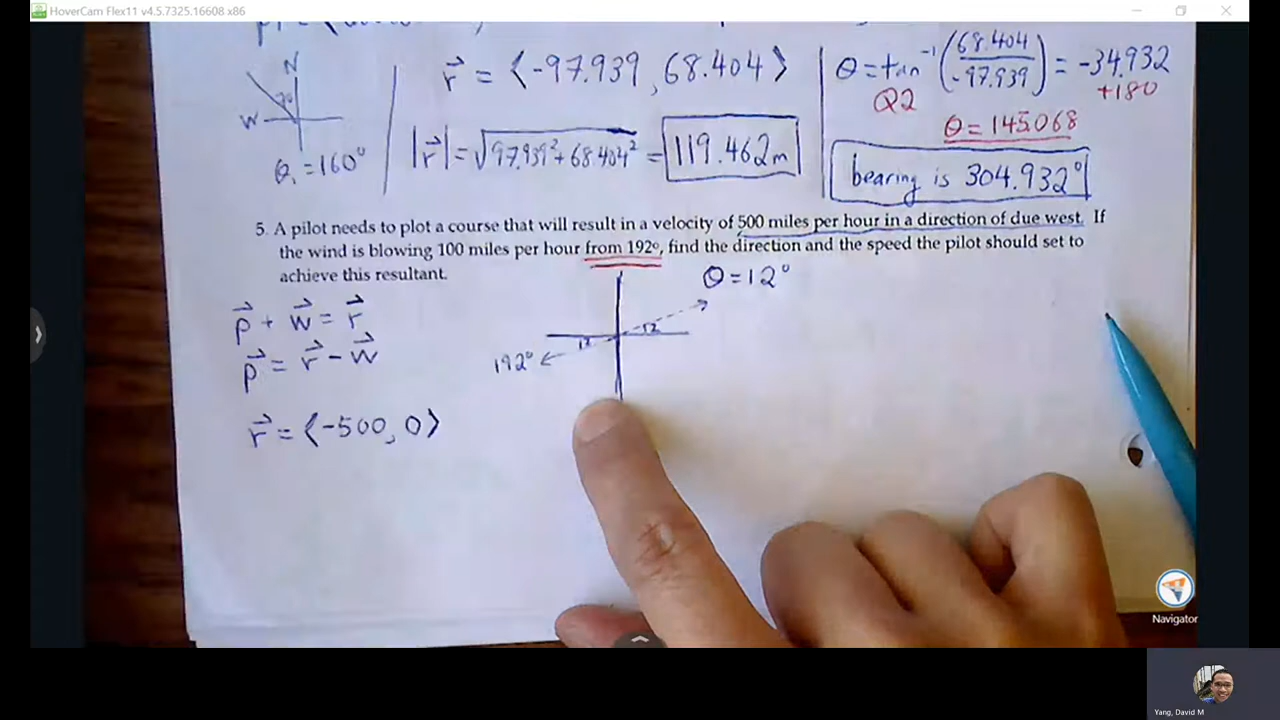 HoverCam Flex11 v4.5.7325.16608 x86
N
W
θ₁ = 160°
r⃗ = ⟨-97.939, 68.404⟩
|r⃗| = √97.939² + 68.404² = 119.462m
θ = tan⁻¹ (68.404 / -97.939) = -34.932
Q2
+180
θ = 145.068
bearing is 304.932°
5. A pilot needs to plot a course that will result in a velocity of 500 miles per hour in a direction of due west. If
the wind is blowing 100 miles per hour from 192º, find the direction and the speed the pilot should set to
achieve this resultant.
θ = 12°
p⃗ + w⃗ = r⃗
12
12
p⃗ = r⃗ - w⃗
192°
r⃗ = ⟨-500, 0⟩
Navigator
Yang, David M